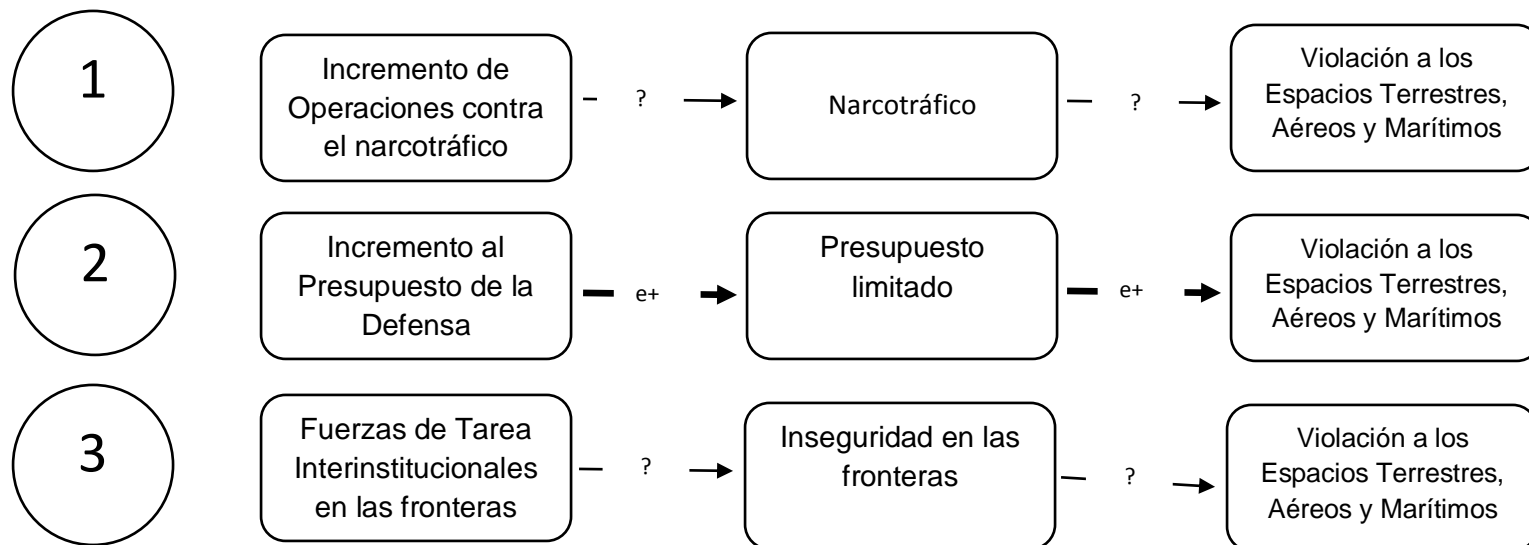 1
Incremento de
Operaciones contra
el narcotráfico
?
Narcotráfico
?
Violación a los
Espacios Terrestres,
Aéreos y Marítimos
2
Incremento al
Presupuesto de la
Defensa
e+
Presupuesto
limitado
e+
Violación a los
Espacios Terrestres,
Aéreos y Marítimos
3
Fuerzas de Tarea
Interinstitucionales
en las fronteras
?
Inseguridad en las
fronteras
?
Violación a los
Espacios Terrestres,
Aéreos y Marítimos